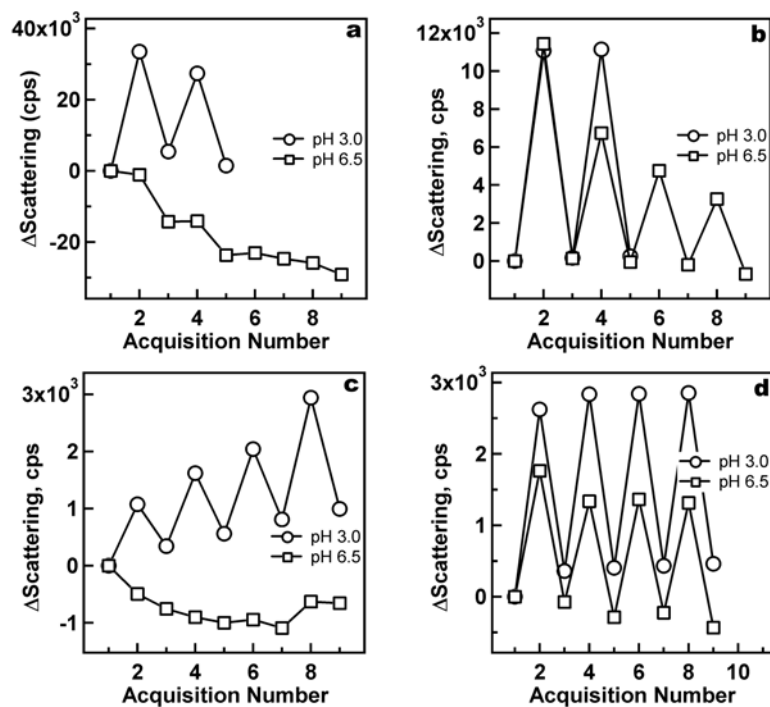 a
40x10³
20
0
-20
ΔScattering (cps)
pH 3.0
pH 6.5
2 4 6 8
Acquisition Number
b
12x10³
10
8
6
4
2
0
ΔScattering, cps
pH 3.0
pH 6.5
2 4 6 8
Acquisition Number
c
3x10³
2
1
0
-1
ΔScattering, cps
pH 3.0
pH 6.5
2 4 6 8
Acquisition Number
d
3x10³
2
1
0
ΔScattering, cps
pH 3.0
pH 6.5
2 4 6 8 10
Acquisition Number